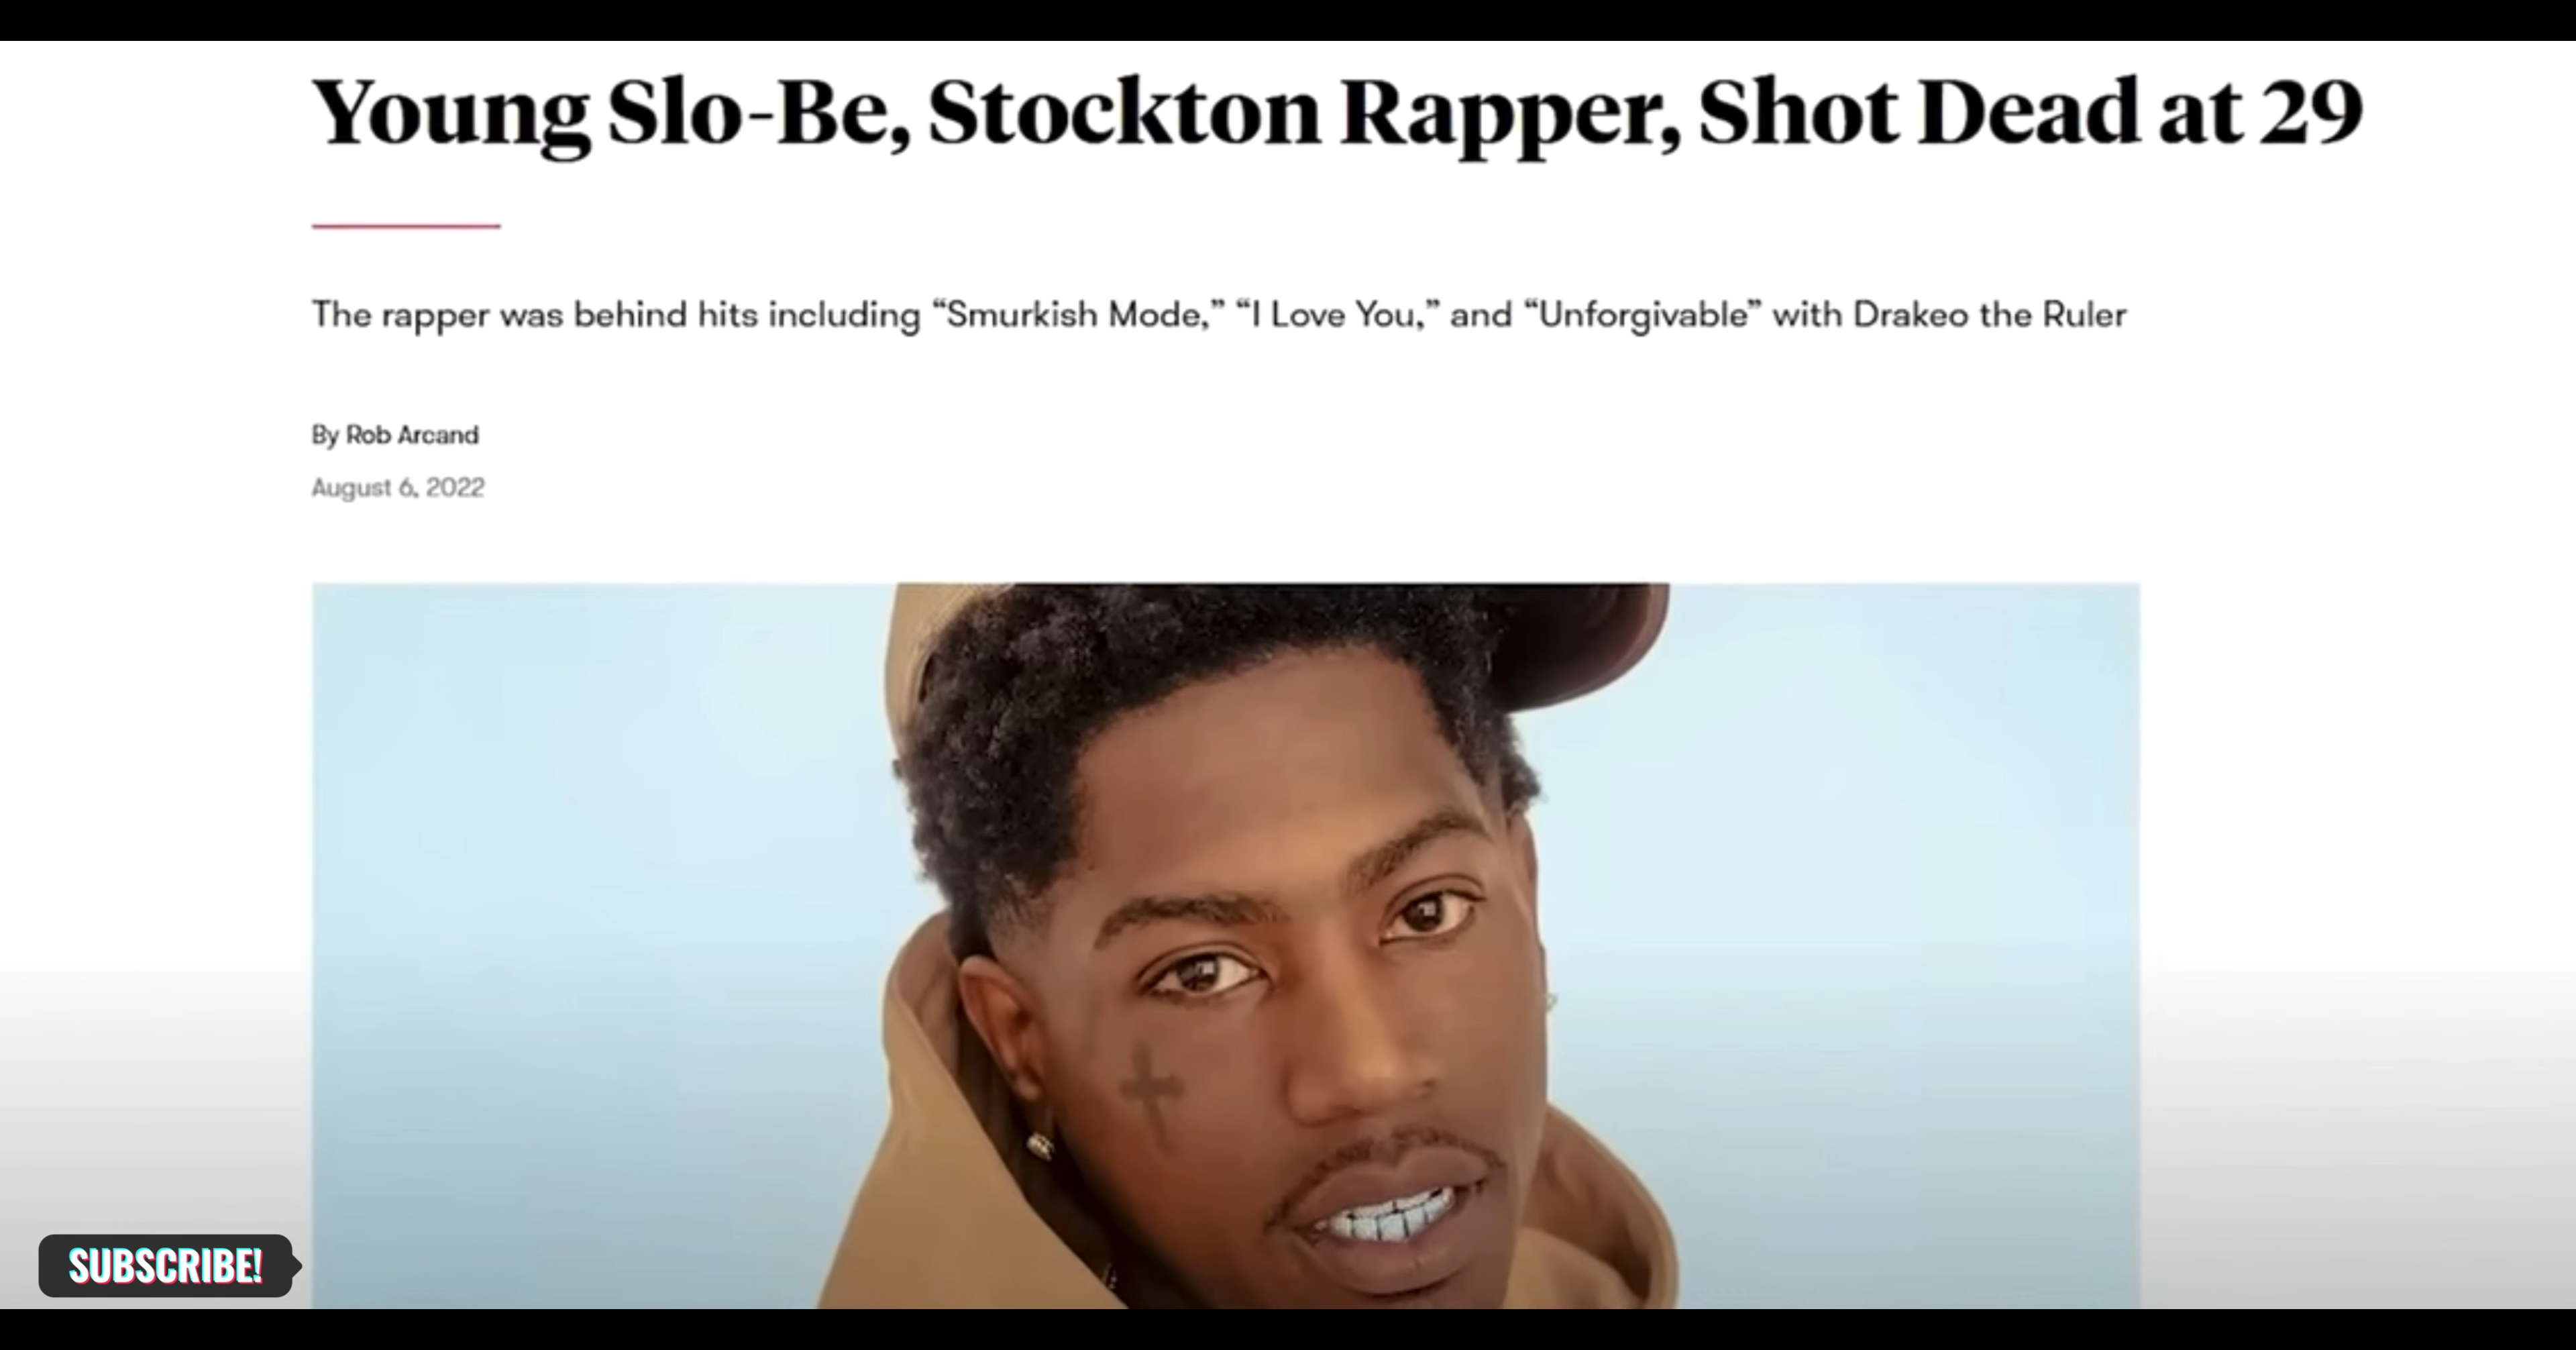 Young Slo-Be, Stockton Rapper, Shot Dead at 29
The rapper was behind hits including “Smurkish Mode,” “I Love You,” and “Unforgivable” with Drakeo the Ruler
By Rob Arcand
August 6, 2022
SUBSCRIBE!